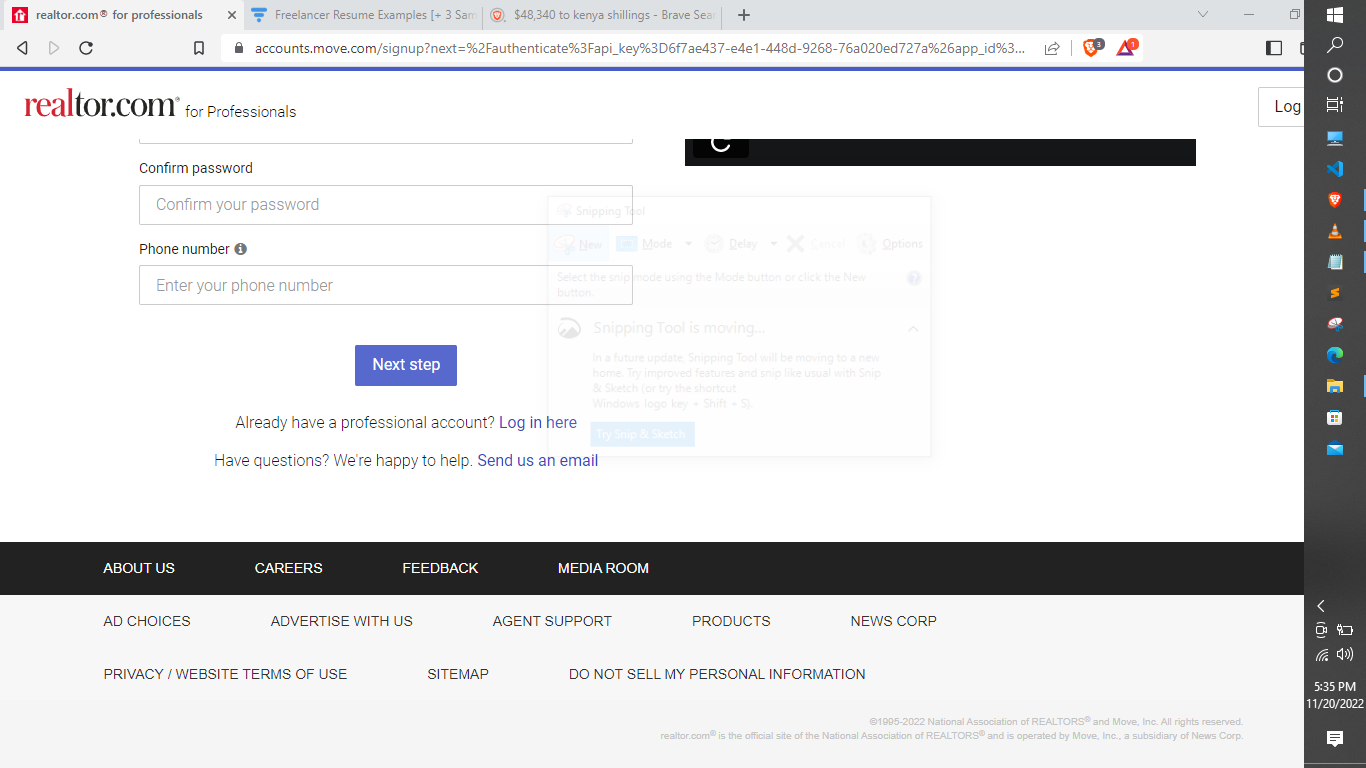 realtor.com® for professionals
Freelancer Resume Examples [+ 3 Sam
$48,340 to kenya shillings - Brave Sea
accounts.move.com/signup?next=%2Fauthenticate%3Fapi_key%3D6f7ae437-e4e1-448d-9268-76a020ed727a%26app_id%3...
3
1
realtor.com® for Professionals
Log
Confirm password
Confirm your password
Phone number
Enter your phone number
Snipping Tool
New Mode Delay Cancel Options
Select the snip mode using the Mode button or click the New
button.
Snipping Tool is moving...
In a future update, Snipping Tool will be moving to a new
home. Try improved features and snip like usual with Snip
& Sketch (or try the shortcut
Windows logo key + Shift + S).
Try Snip & Sketch
Next step
Already have a professional account? Log in here
Have questions? We're happy to help. Send us an email
ABOUT US CAREERS FEEDBACK MEDIA ROOM
AD CHOICES ADVERTISE WITH US AGENT SUPPORT PRODUCTS NEWS CORP
PRIVACY / WEBSITE TERMS OF USE SITEMAP DO NOT SELL MY PERSONAL INFORMATION
©1995-2022 National Association of REALTORS® and Move, Inc. All rights reserved.
realtor.com® is the official site of the National Association of REALTORS® and is operated by Move, Inc., a subsidiary of News Corp.
5:35 PM
11/20/2022